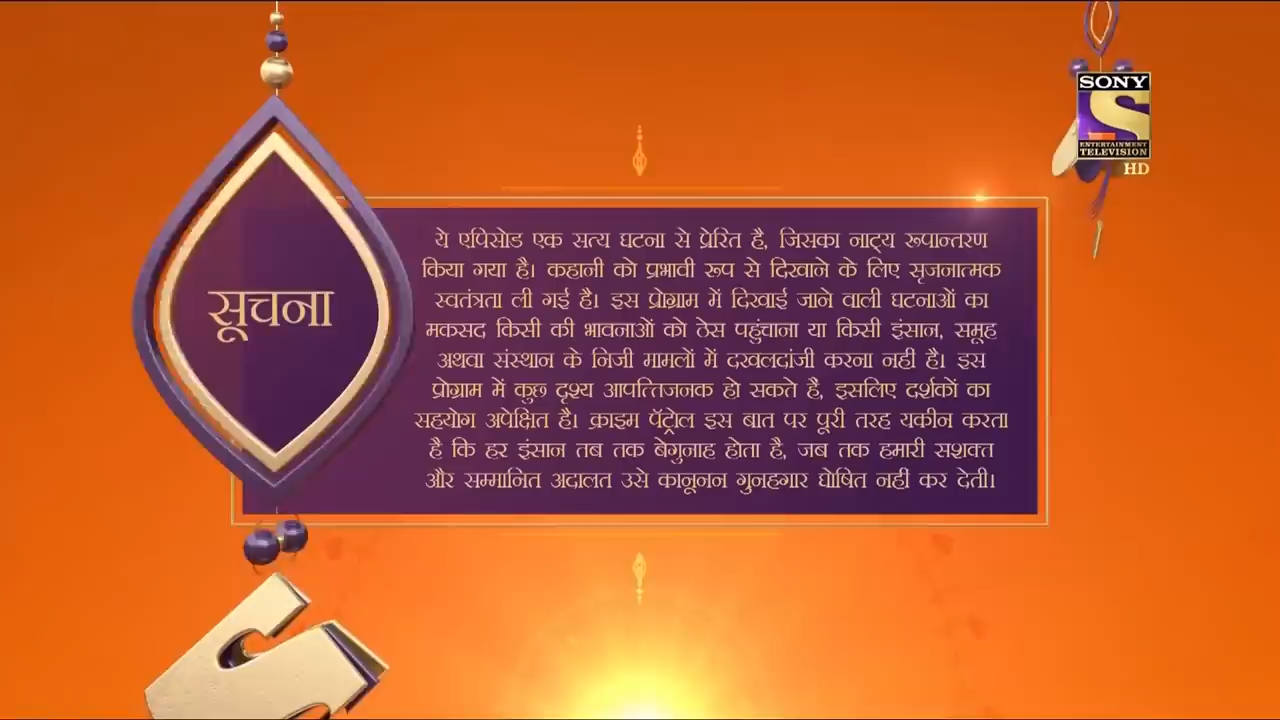 SONY
ENTERTAINMENT
TELEVISION
HD
सूचना
ये एपिसोड एक सत्य घटना से प्रेरित है, जिसका नाट्य रूपान्तरण
किया गया है। कहानी को प्रभावी रूप से दिखाने के लिए सृजनात्मक
स्वतंत्रता ली गई है। इस प्रोग्राम में दिखाई जाने वाली घटनाओं का
मकसद किसी की भावनाओं को ठेस पहुंचाना या किसी इंसान, समूह
अथवा संस्थान के निजी मामलों में दखलदांजी करना नहीं है। इस
प्रोग्राम में कुछ दृश्य आपत्तिजनक हो सकते है, इसलिए दर्शकों का
सहयोग अपेक्षित है। क्राइम पॅट्रोल इस बात पर पूरी तरह यकीन करता
है कि हर इंसान तब तक बेगुनाह होता है, जब तक हमारी सशक्त
और सम्मानित अदालत उसे कानूनन गुनहगार घोषित नहीं कर देती।